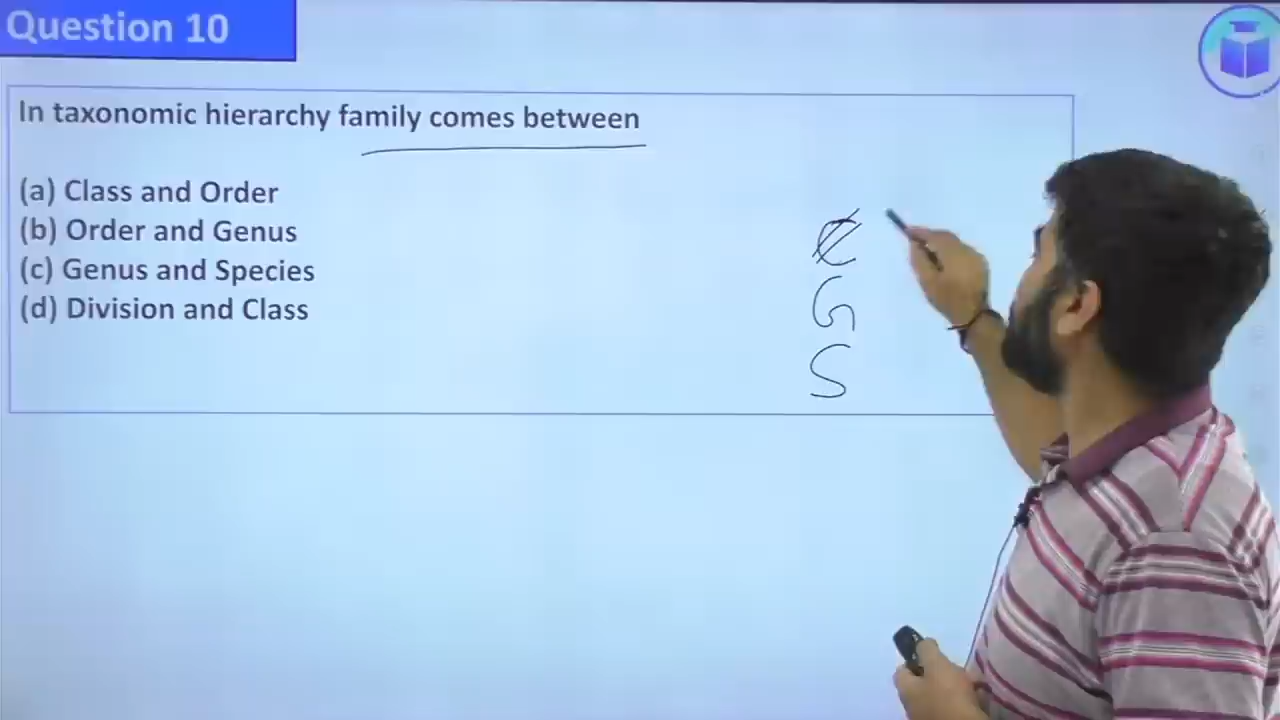 Question 10
In taxonomic hierarchy family comes between
(a) Class and Order
(b) Order and Genus
(c) Genus and Species
(d) Division and Class
G
S